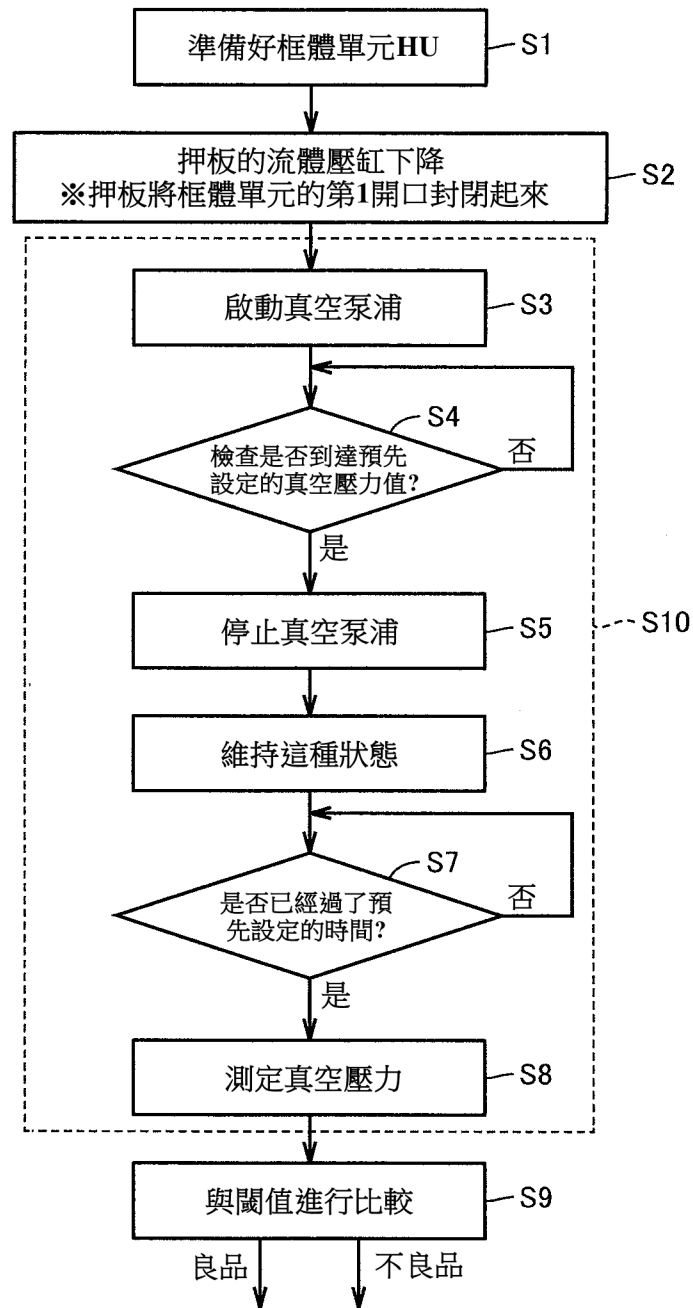 準備好框體單元HU
S1
押板的流體壓缸下降
※押板將框體單元的第1開口封閉起來
S2
啟動真空泵浦
S3
S4
檢查是否到達預先
設定的真空壓力值?
否
是
停止真空泵浦
S5
S10
維持這種狀態
S6
S7
是否已經過了預
先設定的時間?
否
是
測定真空壓力
S8
與閾值進行比較
S9
良品
不良品